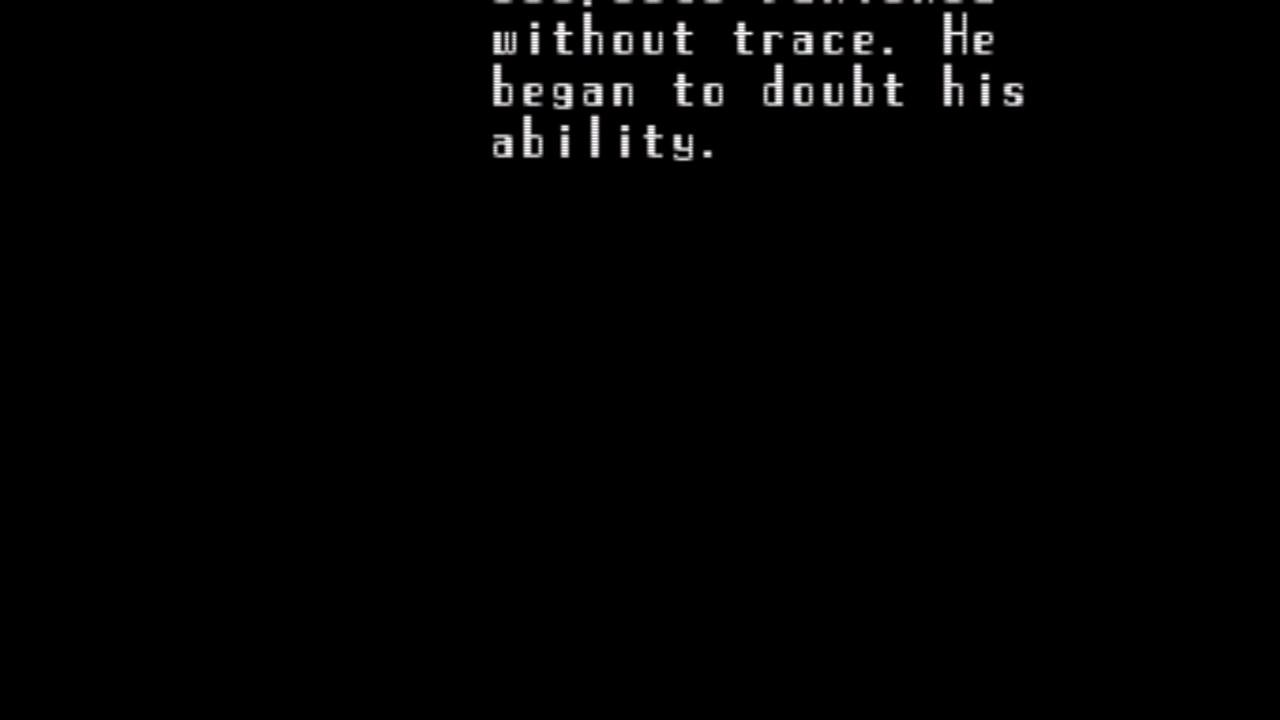 without trace. He
began to doubt his
ability.